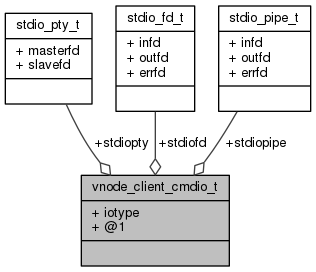 stdio_pty_t
+ masterfd
+ slavefd
stdio_fd_t
+ infd
+ outfd
+ errfd
stdio_pipe_t
+ infd
+ outfd
+ errfd
+stdiopty
+stdiofd
+stdiopipe
vnode_client_cmdio_t
+ iotype
+ @1